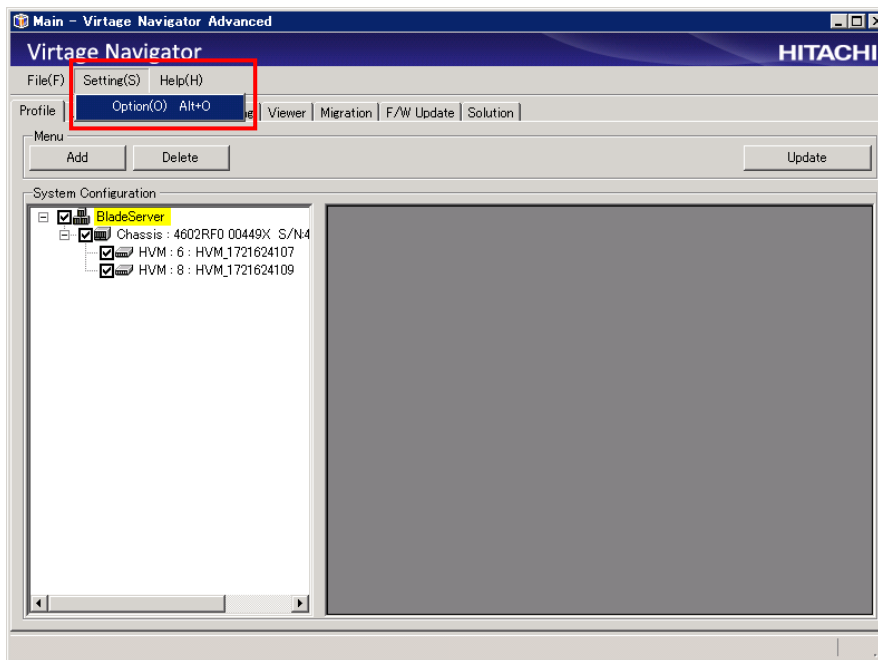 Main - Virtage Navigator Advanced
Virtage Navigator HITACHI
File(F) Setting(S) Help(H)
Option(O) Alt+O
Profile Viewer Migration F/W Update Solution
Menu
Add Delete Update
System Configuration
BladeServer
Chassis : 4602RF0 00449X S/N:4
HVM : 6 : HVM_1721624107
HVM : 8 : HVM_1721624109